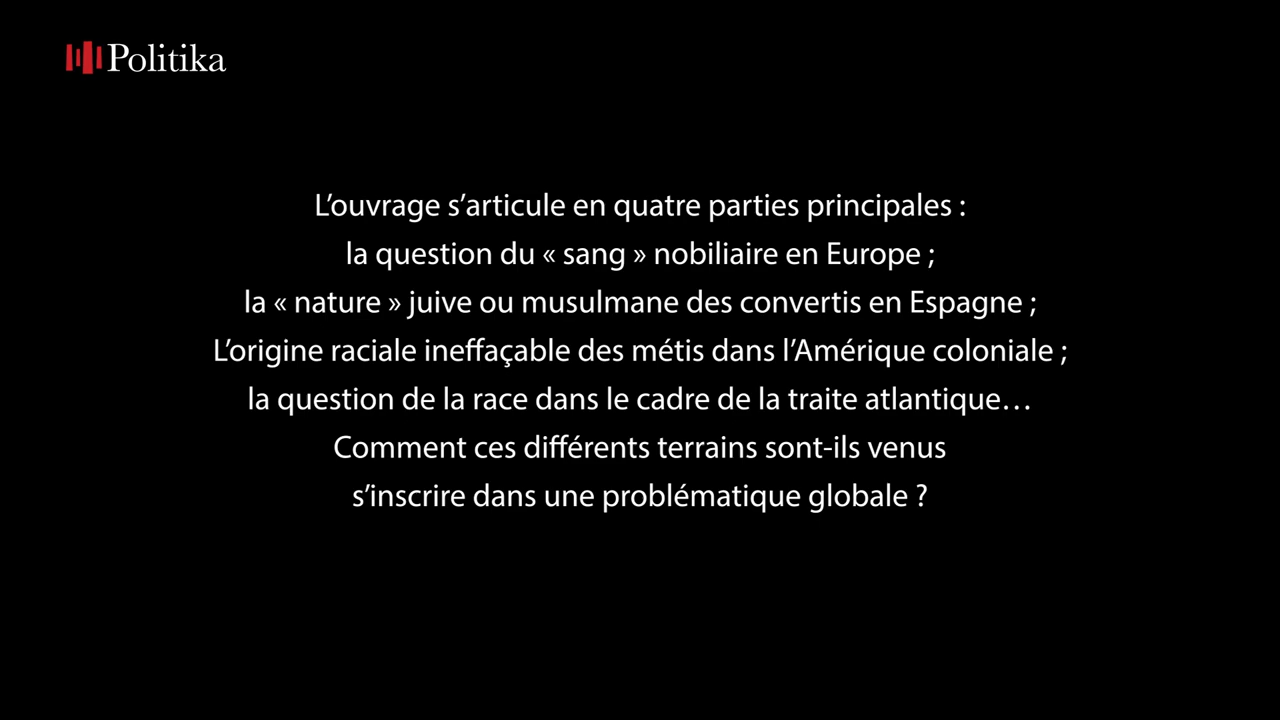 Politika
L’ouvrage s’articule en quatre parties principales :
la question du « sang » nobiliaire en Europe ;
la « nature » juive ou musulmane des convertis en Espagne ;
L’origine raciale ineffaçable des métis dans l’Amérique coloniale ;
la question de la race dans le cadre de la traite atlantique…
Comment ces différents terrains sont-ils venus
s’inscrire dans une problématique globale ?